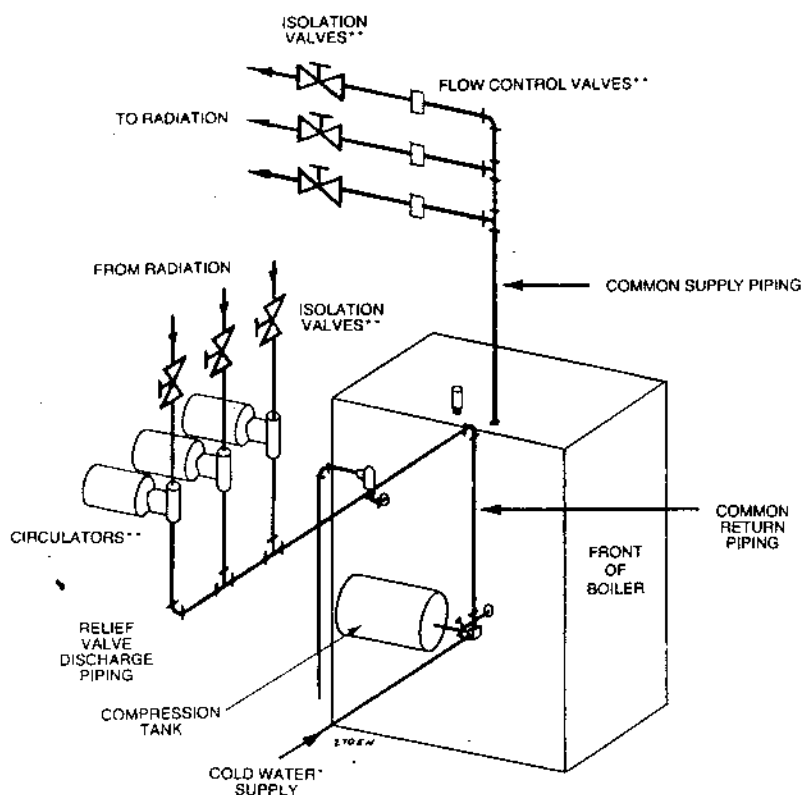 ISOLATION
VALVES**
FLOW CONTROL VALVES**
TO RADIATION
FROM RADIATION
ISOLATION
VALVES**
COMMON SUPPLY PIPING
CIRCULATORS**
COMMON
RETURN
PIPING
FRONT
OF
BOILER
RELIEF
VALVE
DISCHARGE
PIPING
COMPRESSION
TANK
COLD WATER*
SUPPLY